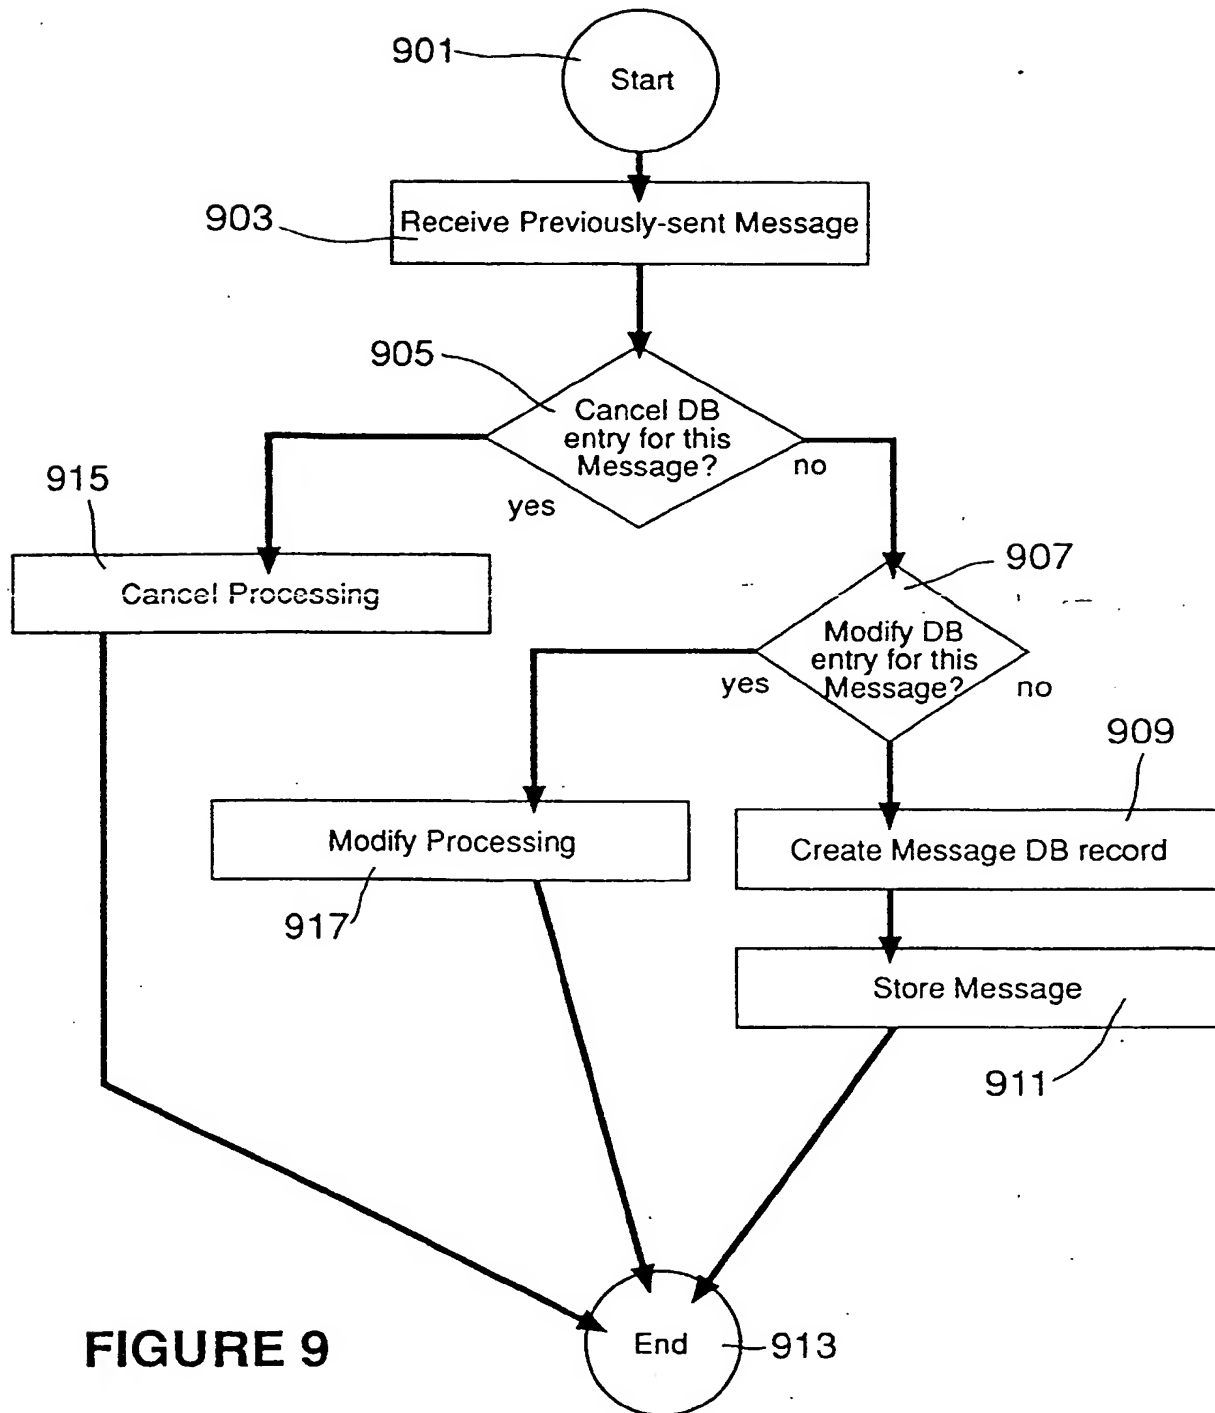 901
Start
903
Receive Previously-sent Message
905
Cancel DB
entry for this
Message?
no
yes
915
Cancel Processing
907
Modify DB
entry for this
Message?
yes
no
909
Create Message DB record
Modify Processing
917
Store Message
911
End
913
FIGURE 9